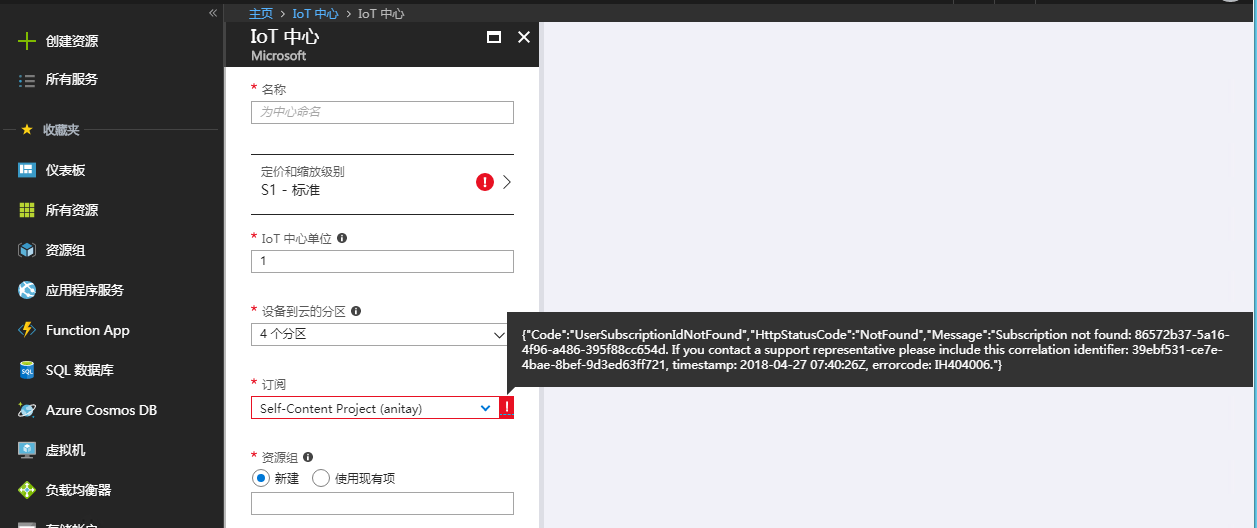 «
主页 > IoT 中心 > IoT 中心
创建资源
所有服务
收藏夹
仪表板
所有资源
资源组
应用程序服务
Function App
SQL 数据库
Azure Cosmos DB
虚拟机
负载均衡器
存储帐户
IoT 中心
Microsoft
* 名称
为中心命名
定价和缩放级别
S1 - 标准
* IoT 中心单位
1
* 设备到云的分区
4 个分区
* 订阅
Self-Content Project (anitay)
* 资源组
新建 使用现有项
{"Code":"UserSubscriptionIdNotFound","HttpStatusCode":"NotFound","Message":"Subscription not found: 86572b37-5a16-
4f96-a486-395f88cc654d. If you contact a support representative please include this correlation identifier: 39ebf531-ce7e-
4bae-8bef-9d3ed63ff721, timestamp: 2018-04-27 07:40:26Z, errorcode: IH404006."}